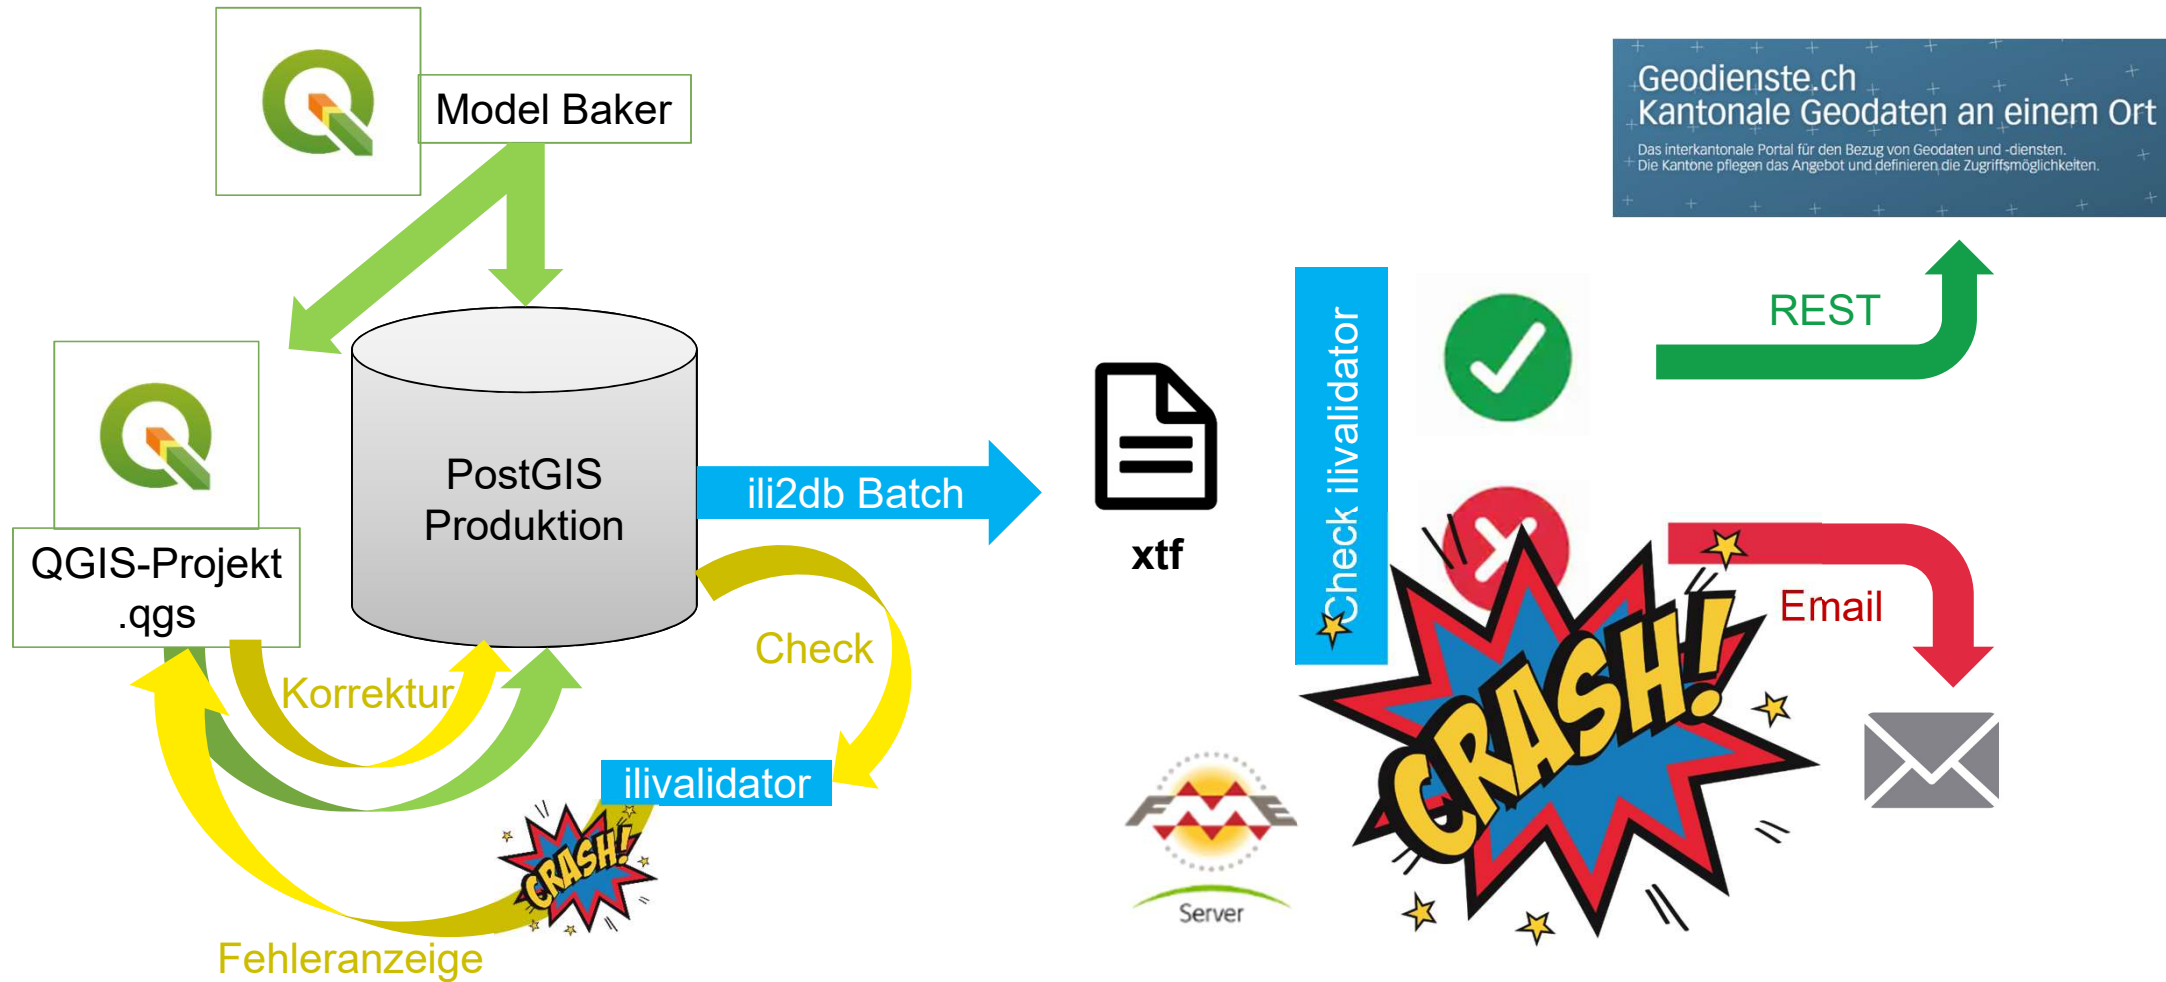 Model Baker
Geodienste.ch
Kantonale Geodaten an einem Ort
Das interkantonale Portal für den Bezug von Geodaten und -diensten.
Die Kantone pflegen das Angebot und definieren die Zugriffsmöglichkeiten.
REST
Check ilivalidator
PostGIS
Produktion
ili2db Batch
xtf
QGIS-Projekt
.qgs
Email
Check
Korrektur
ilivalidator
CRASH!
CRASH!
FME
Server
Fehleranzeige